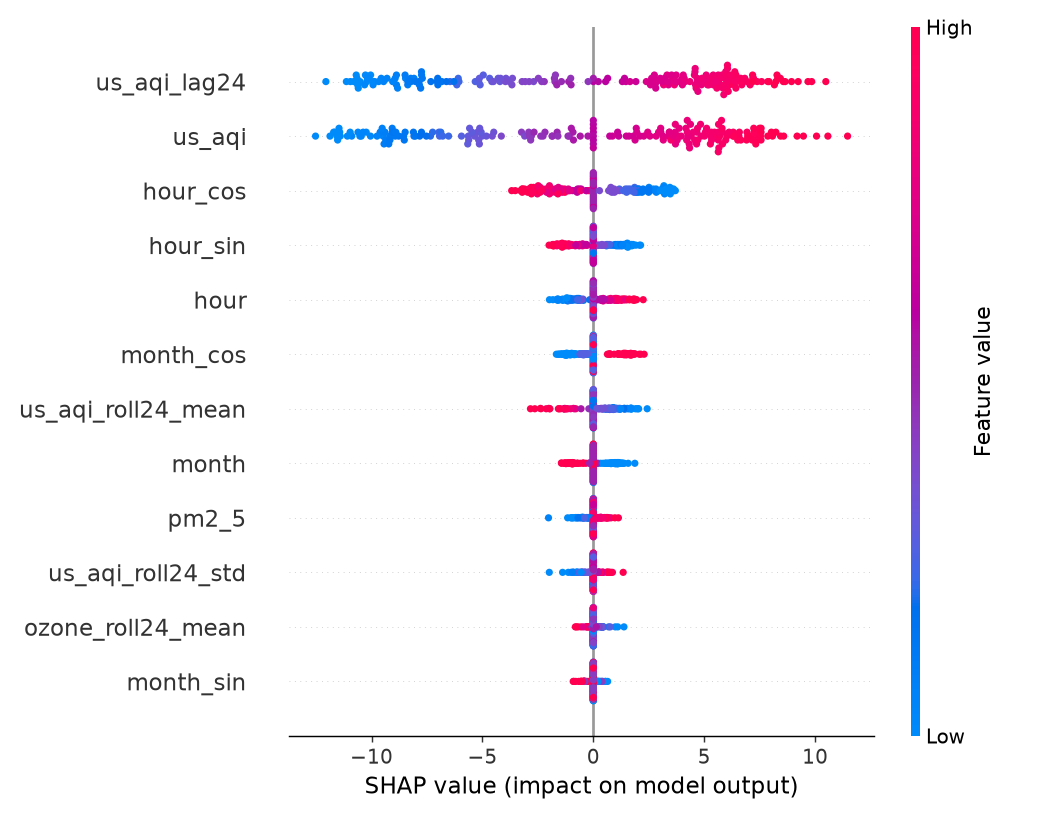 High
us_aqi_lag24
us_aqi
hour_cos
hour_sin
hour
month_cos
us_aqi_roll24_mean
month
pm2_5
us_aqi_roll24_std
ozone_roll24_mean
month_sin
Feature value
Low
−10 −5 0 5 10
SHAP value (impact on model output)